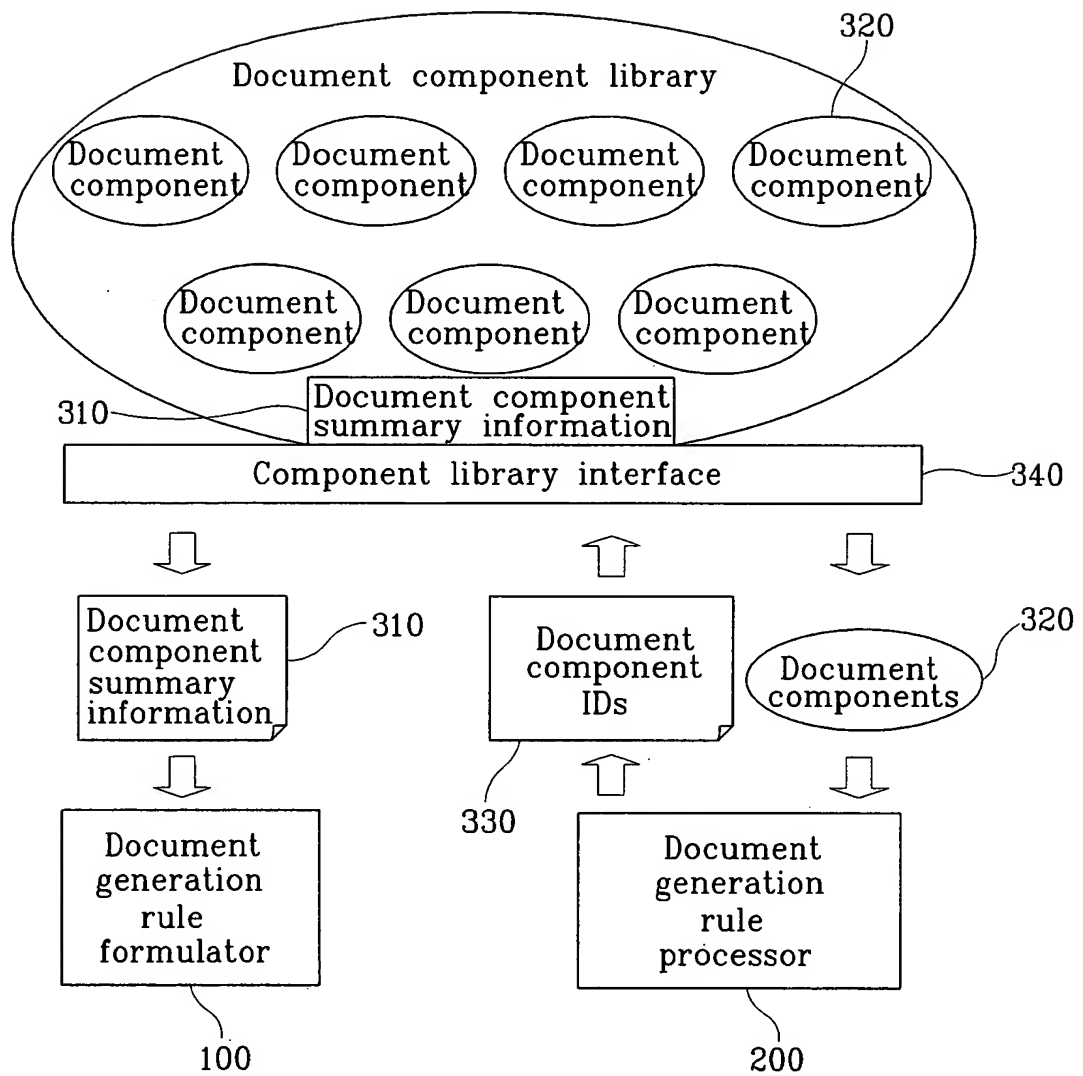 320
Document component library
Document
component
Document
component
Document
component
Document
component
Document
component
Document
component
Document
component
310
Document component
summary information
Component library interface
340
Document
component
summary
information
310
Document
component
IDs
330
Document
components
320
Document
generation
rule
formulator
100
Document
generation
rule
processor
200